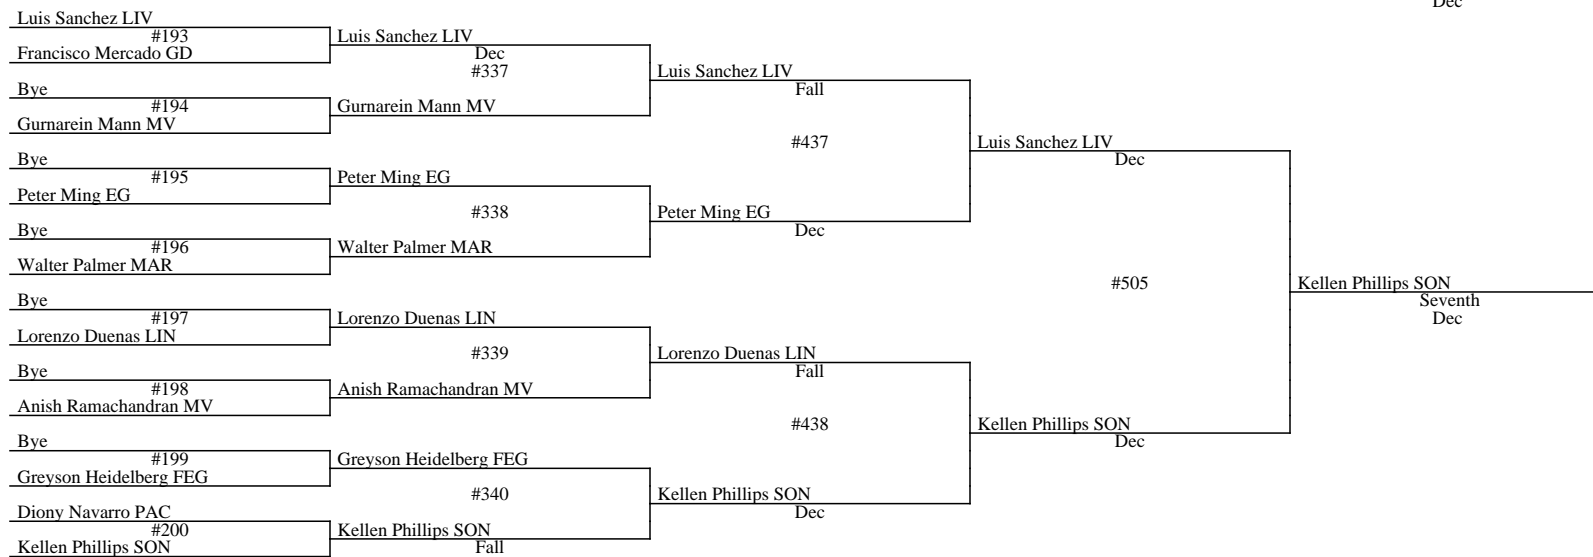 Dec
Luis Sanchez LIV
#193
Francisco Mercado GD
Bye
#194
Gurnarein Mann MV
Bye
#195
Peter Ming EG
Bye
#196
Walter Palmer MAR
Bye
#197
Lorenzo Duenas LIN
Bye
#198
Anish Ramachandran MV
Bye
#199
Greyson Heidelberg FEG
Diony Navarro PAC
#200
Kellen Phillips SON
Luis Sanchez LIV
Dec
#337
Gurnarein Mann MV
Peter Ming EG
#338
Walter Palmer MAR
Lorenzo Duenas LIN
#339
Anish Ramachandran MV
Greyson Heidelberg FEG
#340
Kellen Phillips SON
Fall
Luis Sanchez LIV
Fall
#437
Peter Ming EG
Dec
Lorenzo Duenas LIN
Fall
#438
Kellen Phillips SON
Dec
Luis Sanchez LIV
Dec
#505
Kellen Phillips SON
Dec
Kellen Phillips SON
Seventh
Dec